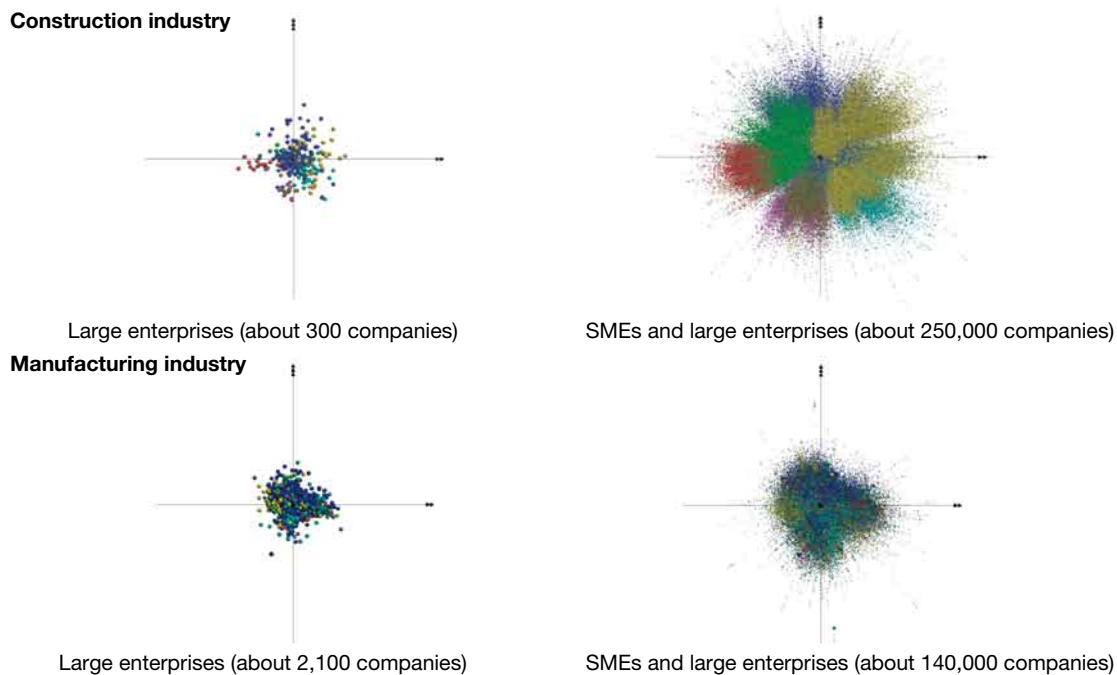 Construction industry
Large enterprises (about 300 companies)
SMEs and large enterprises (about 250,000 companies)
Manufacturing industry
Large enterprises (about 2,100 companies)
SMEs and large enterprises (about 140,000 companies)